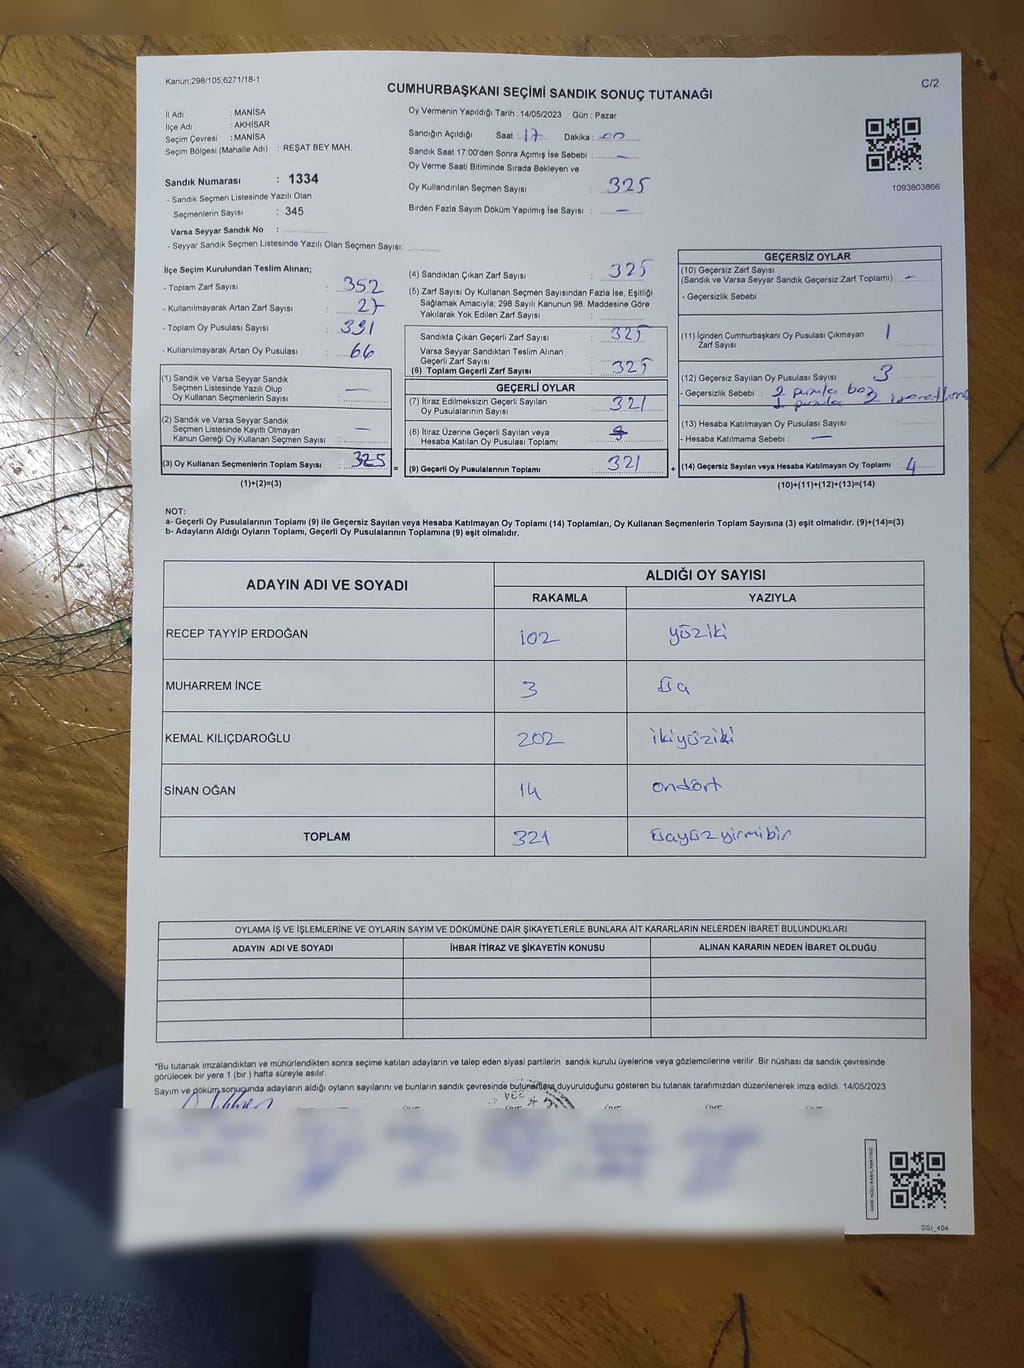 Kanun:298/105;6271/18-1
C/2
CUMHURBAŞKANI SEÇİMİ SANDIK SONUÇ TUTANAĞI
İl Adı : MANİSA
İlçe Adı : AKHİSAR
Seçim Çevresi : MANİSA
Seçim Bölgesi (Mahalle Adı) : REŞAT BEY MAH.
Sandık Numarası : 1334
- Sandık Seçmen Listesinde Yazılı Olan
Seçmenlerin Sayısı : 345
Varsa Seyyar Sandık No :
- Seyyar Sandık Seçmen Listesinde Yazılı Olan Seçmen Sayısı:
Oy Vermenin Yapıldığı Tarih :14/05/2023 Gün : Pazar
Sandığın Açıldığı Saat : 17 Dakika : 00
Sandık Saat 17:00'den Sonra Açımış İse Sebebi : —
Oy Verme Saati Bitiminde Sırada Bekleyen ve
Oy Kullandırılan Seçmen Sayısı : 325
Birden Fazla Sayım Döküm Yapılmış İse Sayısı : —
1093803866
İlçe Seçim Kurulundan Teslim Alınan;
- Toplam Zarf Sayısı : 352
- Kullanılmayarak Artan Zarf Sayısı : 27
- Toplam Oy Pusulası Sayısı : 391
- Kullanılmayarak Artan Oy Pusulası : 66
(1) Sandık ve Varsa Seyyar Sandık
Seçmen Listesinde Yazılı Olup
Oy Kullanan Seçmenlerin Sayısı : —
(2) Sandık ve Varsa Seyyar Sandık
Seçmen Listesinde Kayıtlı Olmayan
Kanun Gereği Oy Kullanan Seçmen Sayısı : —
(3) Oy Kullanan Seçmenlerin Toplam Sayısı : 325
(1)+(2)=(3)
=
(4) Sandıktan Çıkan Zarf Sayısı : 325
(5) Zarf Sayısı Oy Kullanan Seçmen Sayısından Fazla İse, Eşitliği
Sağlamak Amacıyla; 298 Sayılı Kanunun 98. Maddesine Göre
Yakılarak Yok Edilen Zarf Sayısı :
Sandıkta Çıkan Geçerli Zarf Sayısı : 325
Varsa Seyyar Sandıktan Teslim Alınan
Geçerli Zarf Sayısı :
(6) Toplam Geçerli Zarf Sayısı : 325
GEÇERLİ OYLAR
(7) İtiraz Edilmeksizin Geçerli Sayılan
Oy Pusulalarının Sayısı : 321
(8) İtiraz Üzerine Geçerli Sayılan veya
Hesaba Katılan Oy Pusulası Toplamı :
(9) Geçerli Oy Pusulalarının Toplamı : 321
+
GEÇERSİZ OYLAR
(10) Geçersiz Zarf Sayısı
(Sandık ve Varsa Seyyar Sandık Geçersiz Zarf Toplamı) : —
- Geçersizlik Sebebi :
(11) İçinden Cumhurbaşkanı Oy Pusulası Çıkmayan
Zarf Sayısı : 1
(12) Geçersiz Sayılan Oy Pusulası Sayısı : 3
- Geçersizlik Sebebi : 2 pusula boş
1 pusula 2
(13) Hesaba Katılmayan Oy Pusulası Sayısı :
- Hesaba Katılmama Sebebi : —
(14) Geçersiz Sayılan veya Hesaba Katılmayan Oy Toplamı : 4
(10)+(11)+(12)+(13)=(14)
NOT:
a- Geçerli Oy Pusulalarının Toplamı (9) ile Geçersiz Sayılan veya Hesaba Katılmayan Oy Toplamı (14) Toplamları, Oy Kullanan Seçmenlerin Toplam Sayısına (3) eşit olmalıdır. (9)+(14)=(3)
b- Adayların Aldığı Oyların Toplamı, Geçerli Oy Pusulalarının Toplamına (9) eşit olmalıdır.
ADAYIN ADI VE SOYADI ALDIĞI OY SAYISI
RAKAMLA YAZIYLA
RECEP TAYYİP ERDOĞAN 102 yüziki
MUHARREM İNCE 3 üç
KEMAL KILIÇDAROĞLU 202 ikiyüziki
SİNAN OĞAN 14 ondört
TOPLAM 321 üçyüzyirmibir
OYLAMA İŞ VE İŞLEMLERİNE VE OYLARIN SAYIM VE DÖKÜMÜNE DAİR ŞİKAYETLERLE BUNLARA AİT KARARLARIN NELERDEN İBARET BULUNDUKLARI
ADAYIN ADI VE SOYADI İHBAR İTİRAZ VE ŞİKAYETİN KONUSU ALINAN KARARIN NEDEN İBARET OLDUĞU
*Bu tutanak imzalandıktan ve mühürlendikten sonra seçime katılan adayların ve talep eden siyasi partilerin sandık kurulu üyelerine veya gözlemcilerine verilir. Bir nüshası da sandık çevresinde
görülecek bir yere 1 (bir) hafta süreyle asılır.
Sayım ve döküm sonucunda adayların aldığı oyların sayılarını ve bunların sandık çevresinde bulunanlara duyurulduğunu gösteren bu tutanak tarafımızdan düzenlenerek imza edildi. 14/05/2023
SSI_404